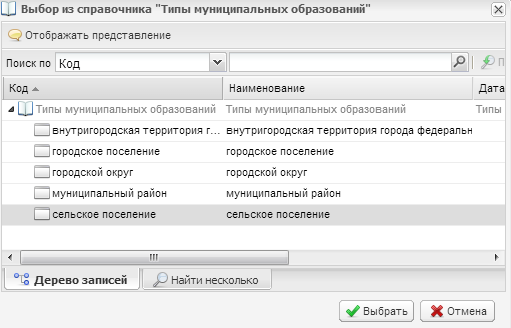 Выбор из справочника "Типы муниципальных образований"
Отображать представление
Поиск по Код П
Код Наименование Дата
Типы муниципальных образований Типы муниципальных образований Типы
внутригородская территория г... внутригородская территория города федеральн
городское поселение городское поселение
городской округ городской округ
муниципальный район муниципальный район
сельское поселение сельское поселение
Дерево записей Найти несколько
Выбрать Отмена